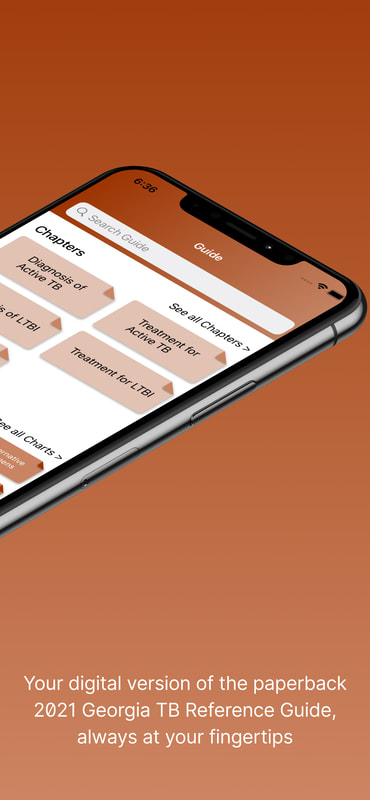 6:36
Guide
Search Guide
Chapters
See all Chapters >
Diagnosis of
Active TB
Treatment for
Active TB
is of LTBI
Treatment for LTBI
See all Charts >
Your digital version of the paperback
2021 Georgia TB Reference Guide,
always at your fingertips